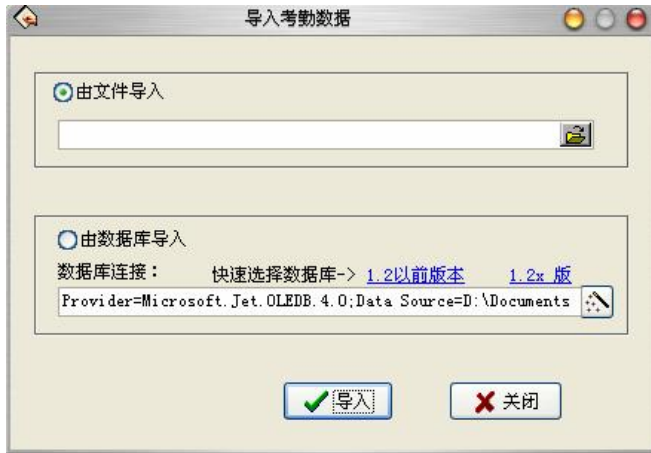 导入考勤数据
由文件导入
由数据库导入
数据库连接： 快速选择数据库-> 1.2以前版本 1.2x 版
Provider=Microsoft.Jet.OLEDB.4.0;Data Source=D:\Documents
导入 关闭